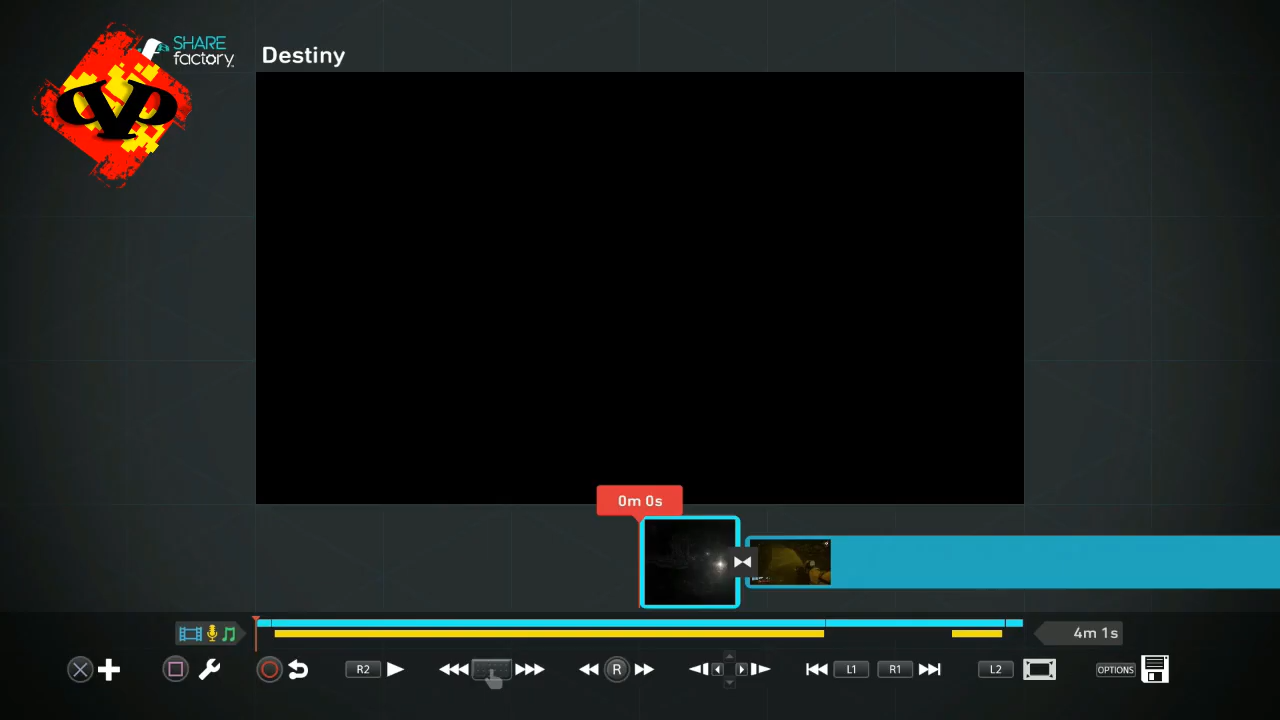 SHARE
factory
Destiny
0m 0s
4m 1s
R2
R
L1
R1
L2
OPTIONS